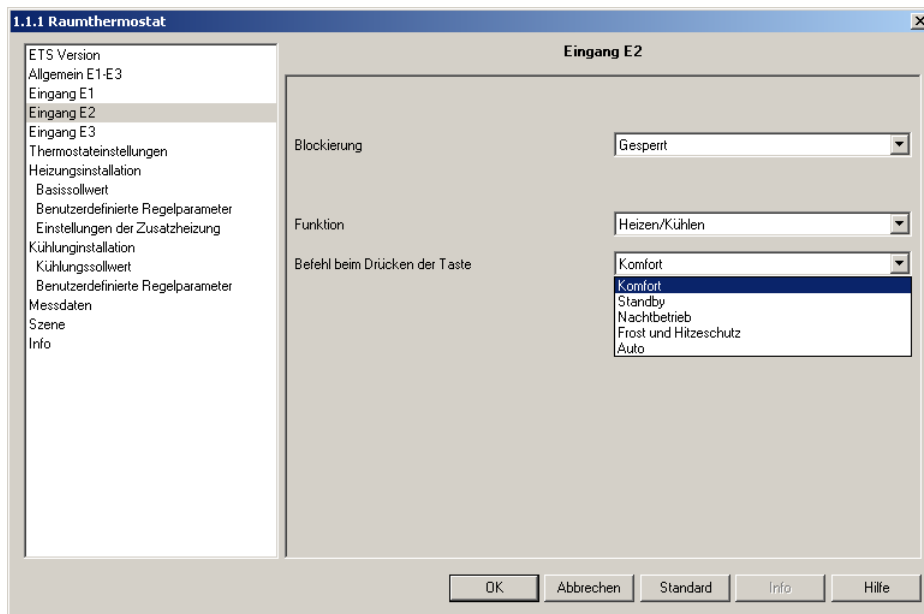 1.1.1 Raumthermostat
ETS Version
Allgemein E1-E3
Eingang E1
Eingang E2
Eingang E3
Thermostateinstellungen
Heizungsinstallation
Basissollwert
Benutzerdefinierte Regelparameter
Einstellungen der Zusatzheizung
Kühlunginstallation
Kühlungssollwert
Benutzerdefinierte Regelparameter
Messdaten
Szene
Info
Eingang E2
Blockierung
Gesperrt
Funktion
Heizen/Kühlen
Befehl beim Drücken der Taste
Komfort
Komfort
Standby
Nachtbetrieb
Frost und Hitzeschutz
Auto
OK
Abbrechen
Standard
Info
Hilfe